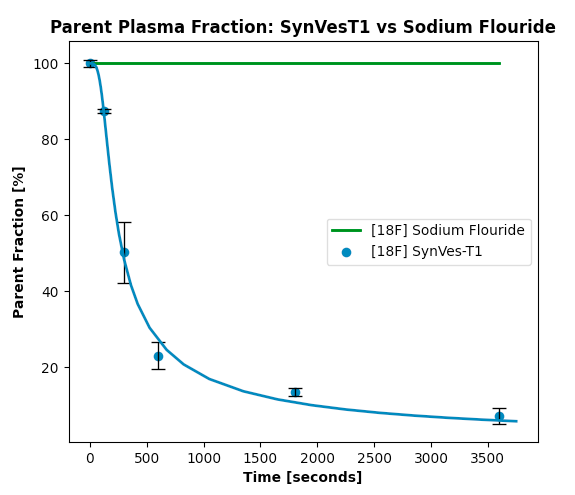 Parent Plasma Fraction: SynVesT1 vs Sodium Flouride
100
80
60
40
20
Parent Fraction [%]
[18F] Sodium Flouride
[18F] SynVes-T1
0 500 1000 1500 2000 2500 3000 3500
Time [seconds]